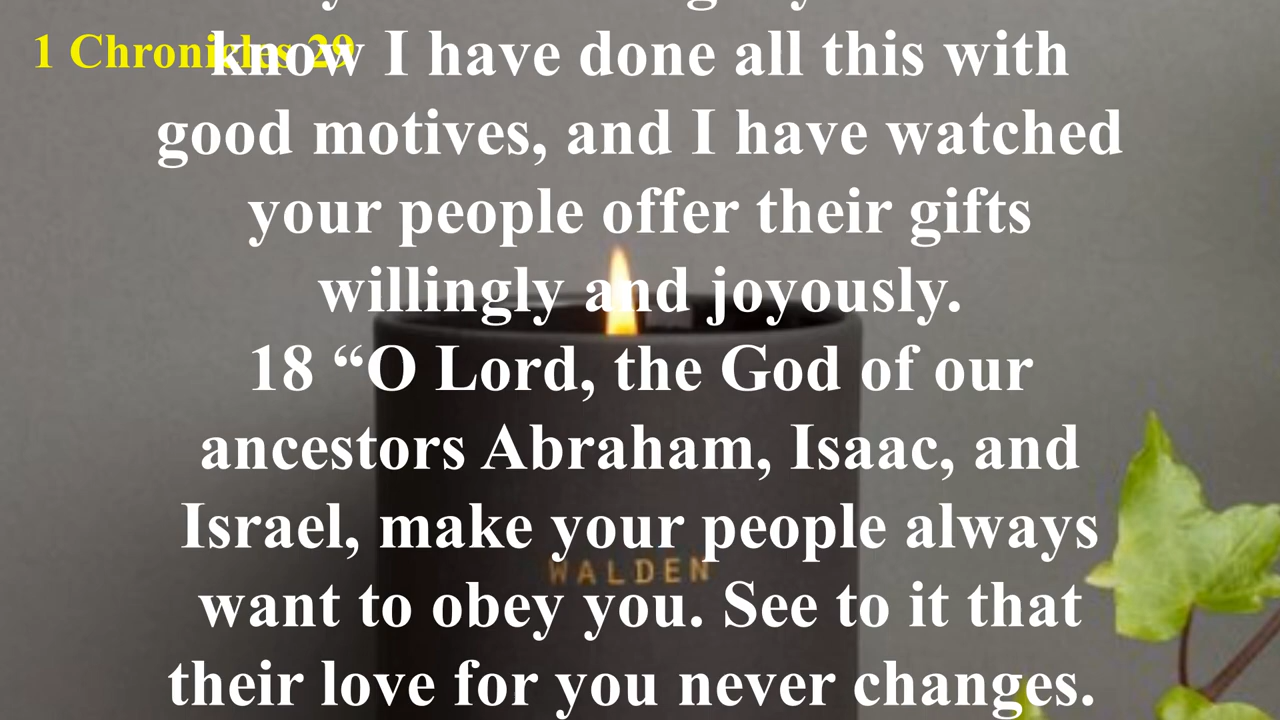 1 Chronicles 29
know I have done all this with
good motives, and I have watched
your people offer their gifts
willingly and joyously.
18 “O Lord, the God of our
ancestors Abraham, Isaac, and
Israel, make your people always
WALDEN
want to obey you. See to it that
their love for you never changes.